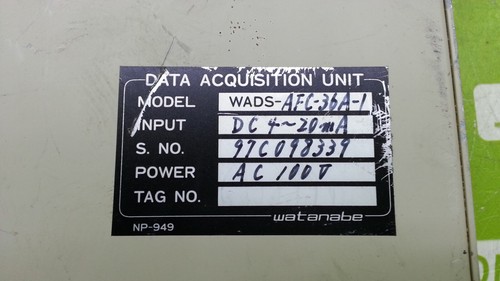 DATA ACQUISITION UNIT
MODEL WADS-AFC-36A-1
INPUT DC 4~20mA
S. NO. 97C098339
POWER AC 100V
TAG NO.
watanabe
NP-949